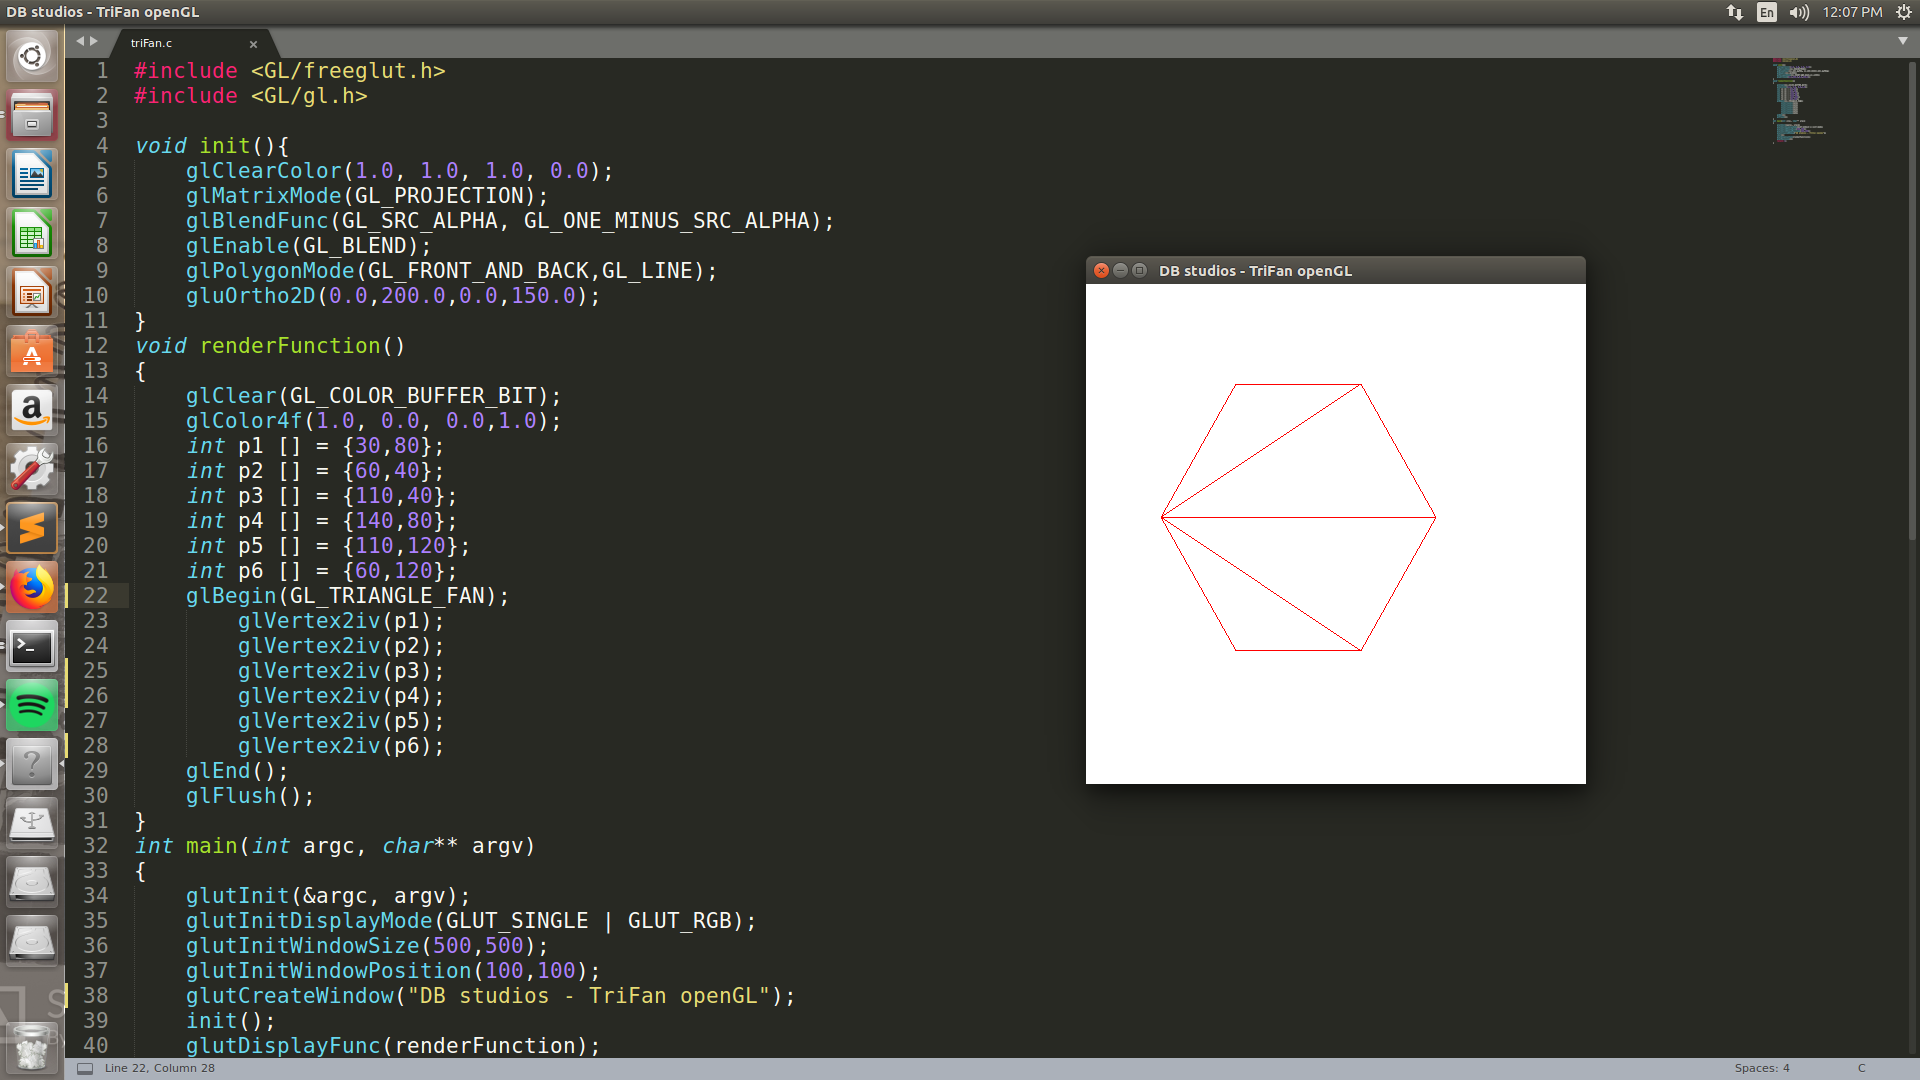 DB studios - TriFan openGL
En
12:07 PM
triFan.c
1 #include <GL/freeglut.h>
2 #include <GL/gl.h>
3
4 void init(){
5     glClearColor(1.0, 1.0, 1.0, 0.0);
6     glMatrixMode(GL_PROJECTION);
7     glBlendFunc(GL_SRC_ALPHA, GL_ONE_MINUS_SRC_ALPHA);
8     glEnable(GL_BLEND);
9     glPolygonMode(GL_FRONT_AND_BACK,GL_LINE);
10     gluOrtho2D(0.0,200.0,0.0,150.0);
11 }
12 void renderFunction()
13 {
14     glClear(GL_COLOR_BUFFER_BIT);
15     glColor4f(1.0, 0.0, 0.0,1.0);
16     int p1 [] = {30,80};
17     int p2 [] = {60,40};
18     int p3 [] = {110,40};
19     int p4 [] = {140,80};
20     int p5 [] = {110,120};
21     int p6 [] = {60,120};
22     glBegin(GL_TRIANGLE_FAN);
23         glVertex2iv(p1);
24         glVertex2iv(p2);
25         glVertex2iv(p3);
26         glVertex2iv(p4);
27         glVertex2iv(p5);
28         glVertex2iv(p6);
29     glEnd();
30     glFlush();
31 }
32 int main(int argc, char** argv)
33 {
34     glutInit(&argc, argv);
35     glutInitDisplayMode(GLUT_SINGLE | GLUT_RGB);
36     glutInitWindowSize(500,500);
37     glutInitWindowPosition(100,100);
38     glutCreateWindow("DB studios - TriFan openGL");
39     init();
40     glutDisplayFunc(renderFunction);
DB studios - TriFan openGL
Line 22, Column 28
Spaces: 4
C